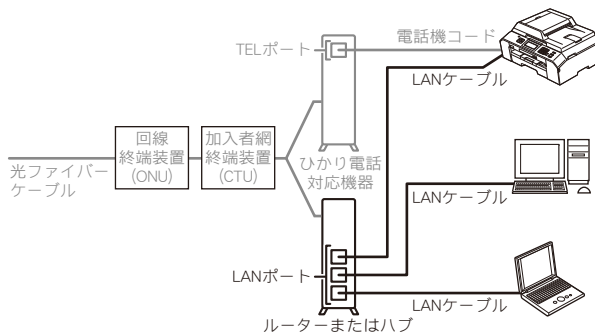 TELポート
電話機コード
LANケーブル
回線
終端装置
(ONU)
加入者網
終端装置
(CTU)
光ファイバー
ケーブル
ひかり電話
対応機器
LANケーブル
LANポート
LANケーブル
ルーターまたはハブ